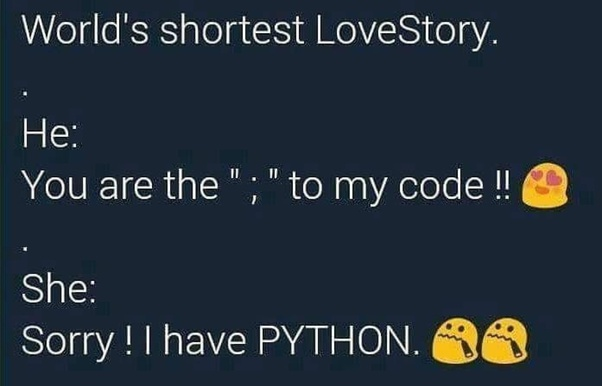 World's shortest LoveStory.
.
He:
You are the " ; " to my code !! 😍
.
She:
Sorry ! I have PYTHON. 🤧🤧